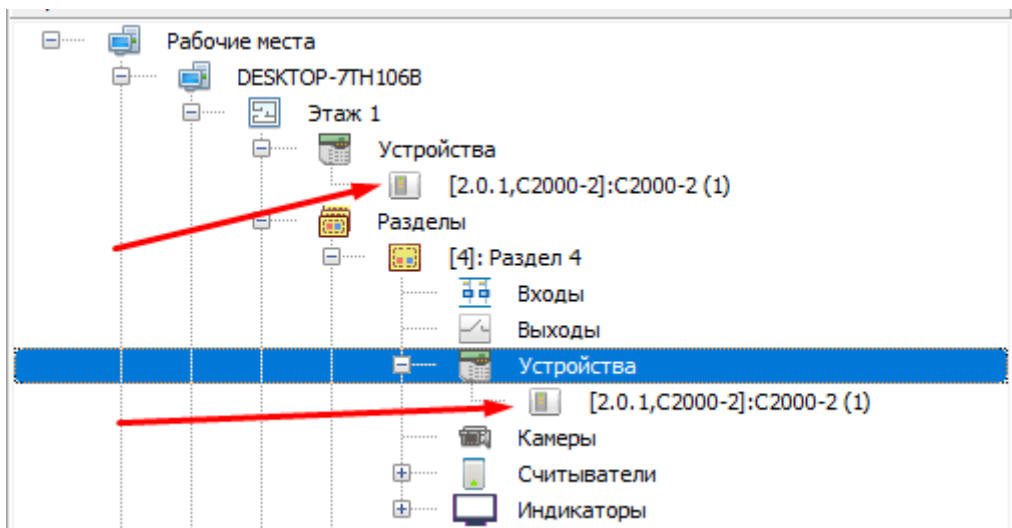 Рабочие места
DESKTOP-7TH106B
Этаж 1
Устройства
[2.0.1,С2000-2]:С2000-2 (1)
Разделы
[4]: Раздел 4
Входы
Выходы
Устройства
[2.0.1,С2000-2]:С2000-2 (1)
Камеры
Считыватели
Индикаторы